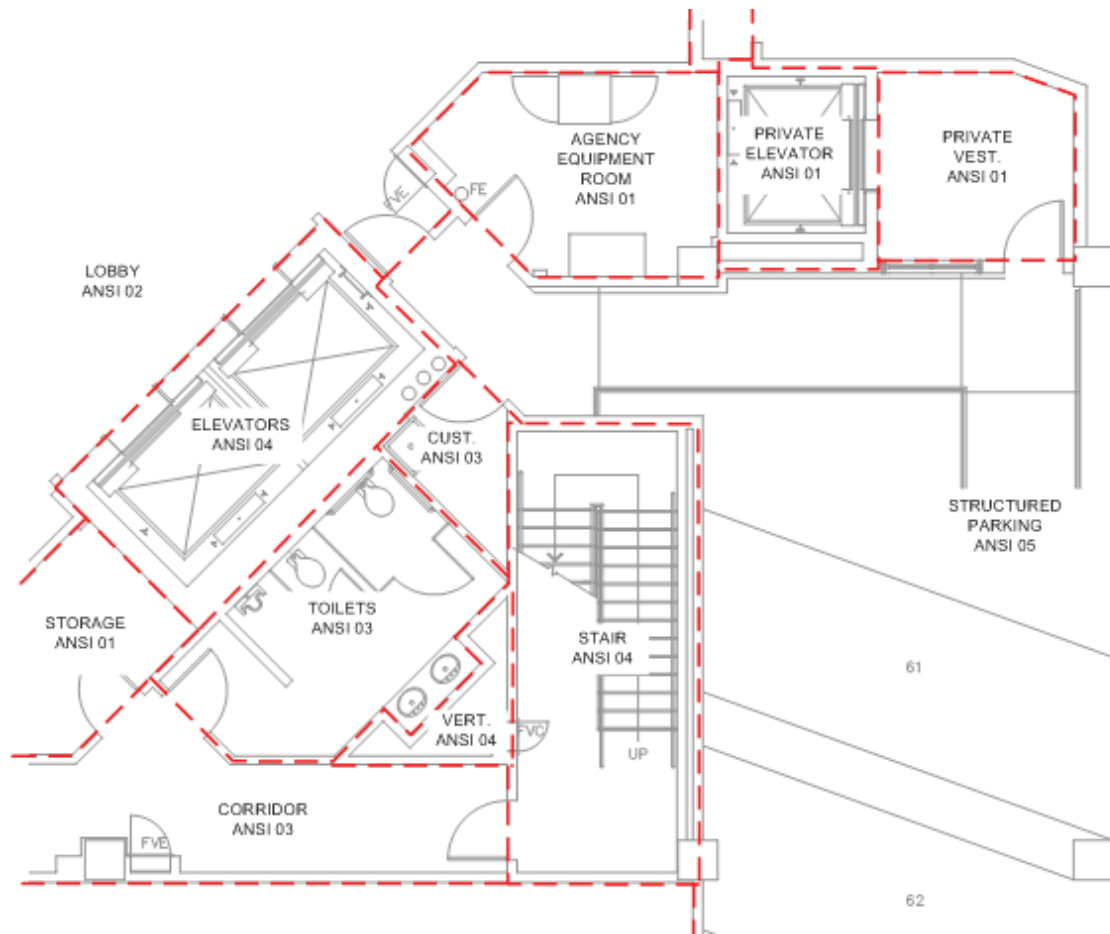 AGENCY
EQUIPMENT
ROOM
ANSI 01
PRIVATE
ELEVATOR
ANSI 01
PRIVATE
VEST.
ANSI 01
FVE
FE
LOBBY
ANSI 02
ELEVATORS
ANSI 04
CUST.
ANSI 03
STRUCTURED
PARKING
ANSI 05
STORAGE
ANSI 01
TOILETS
ANSI 03
STAIR
ANSI 04
61
VERT.
ANSI 04
FVC
UP
CORRIDOR
ANSI 03
FVE
62